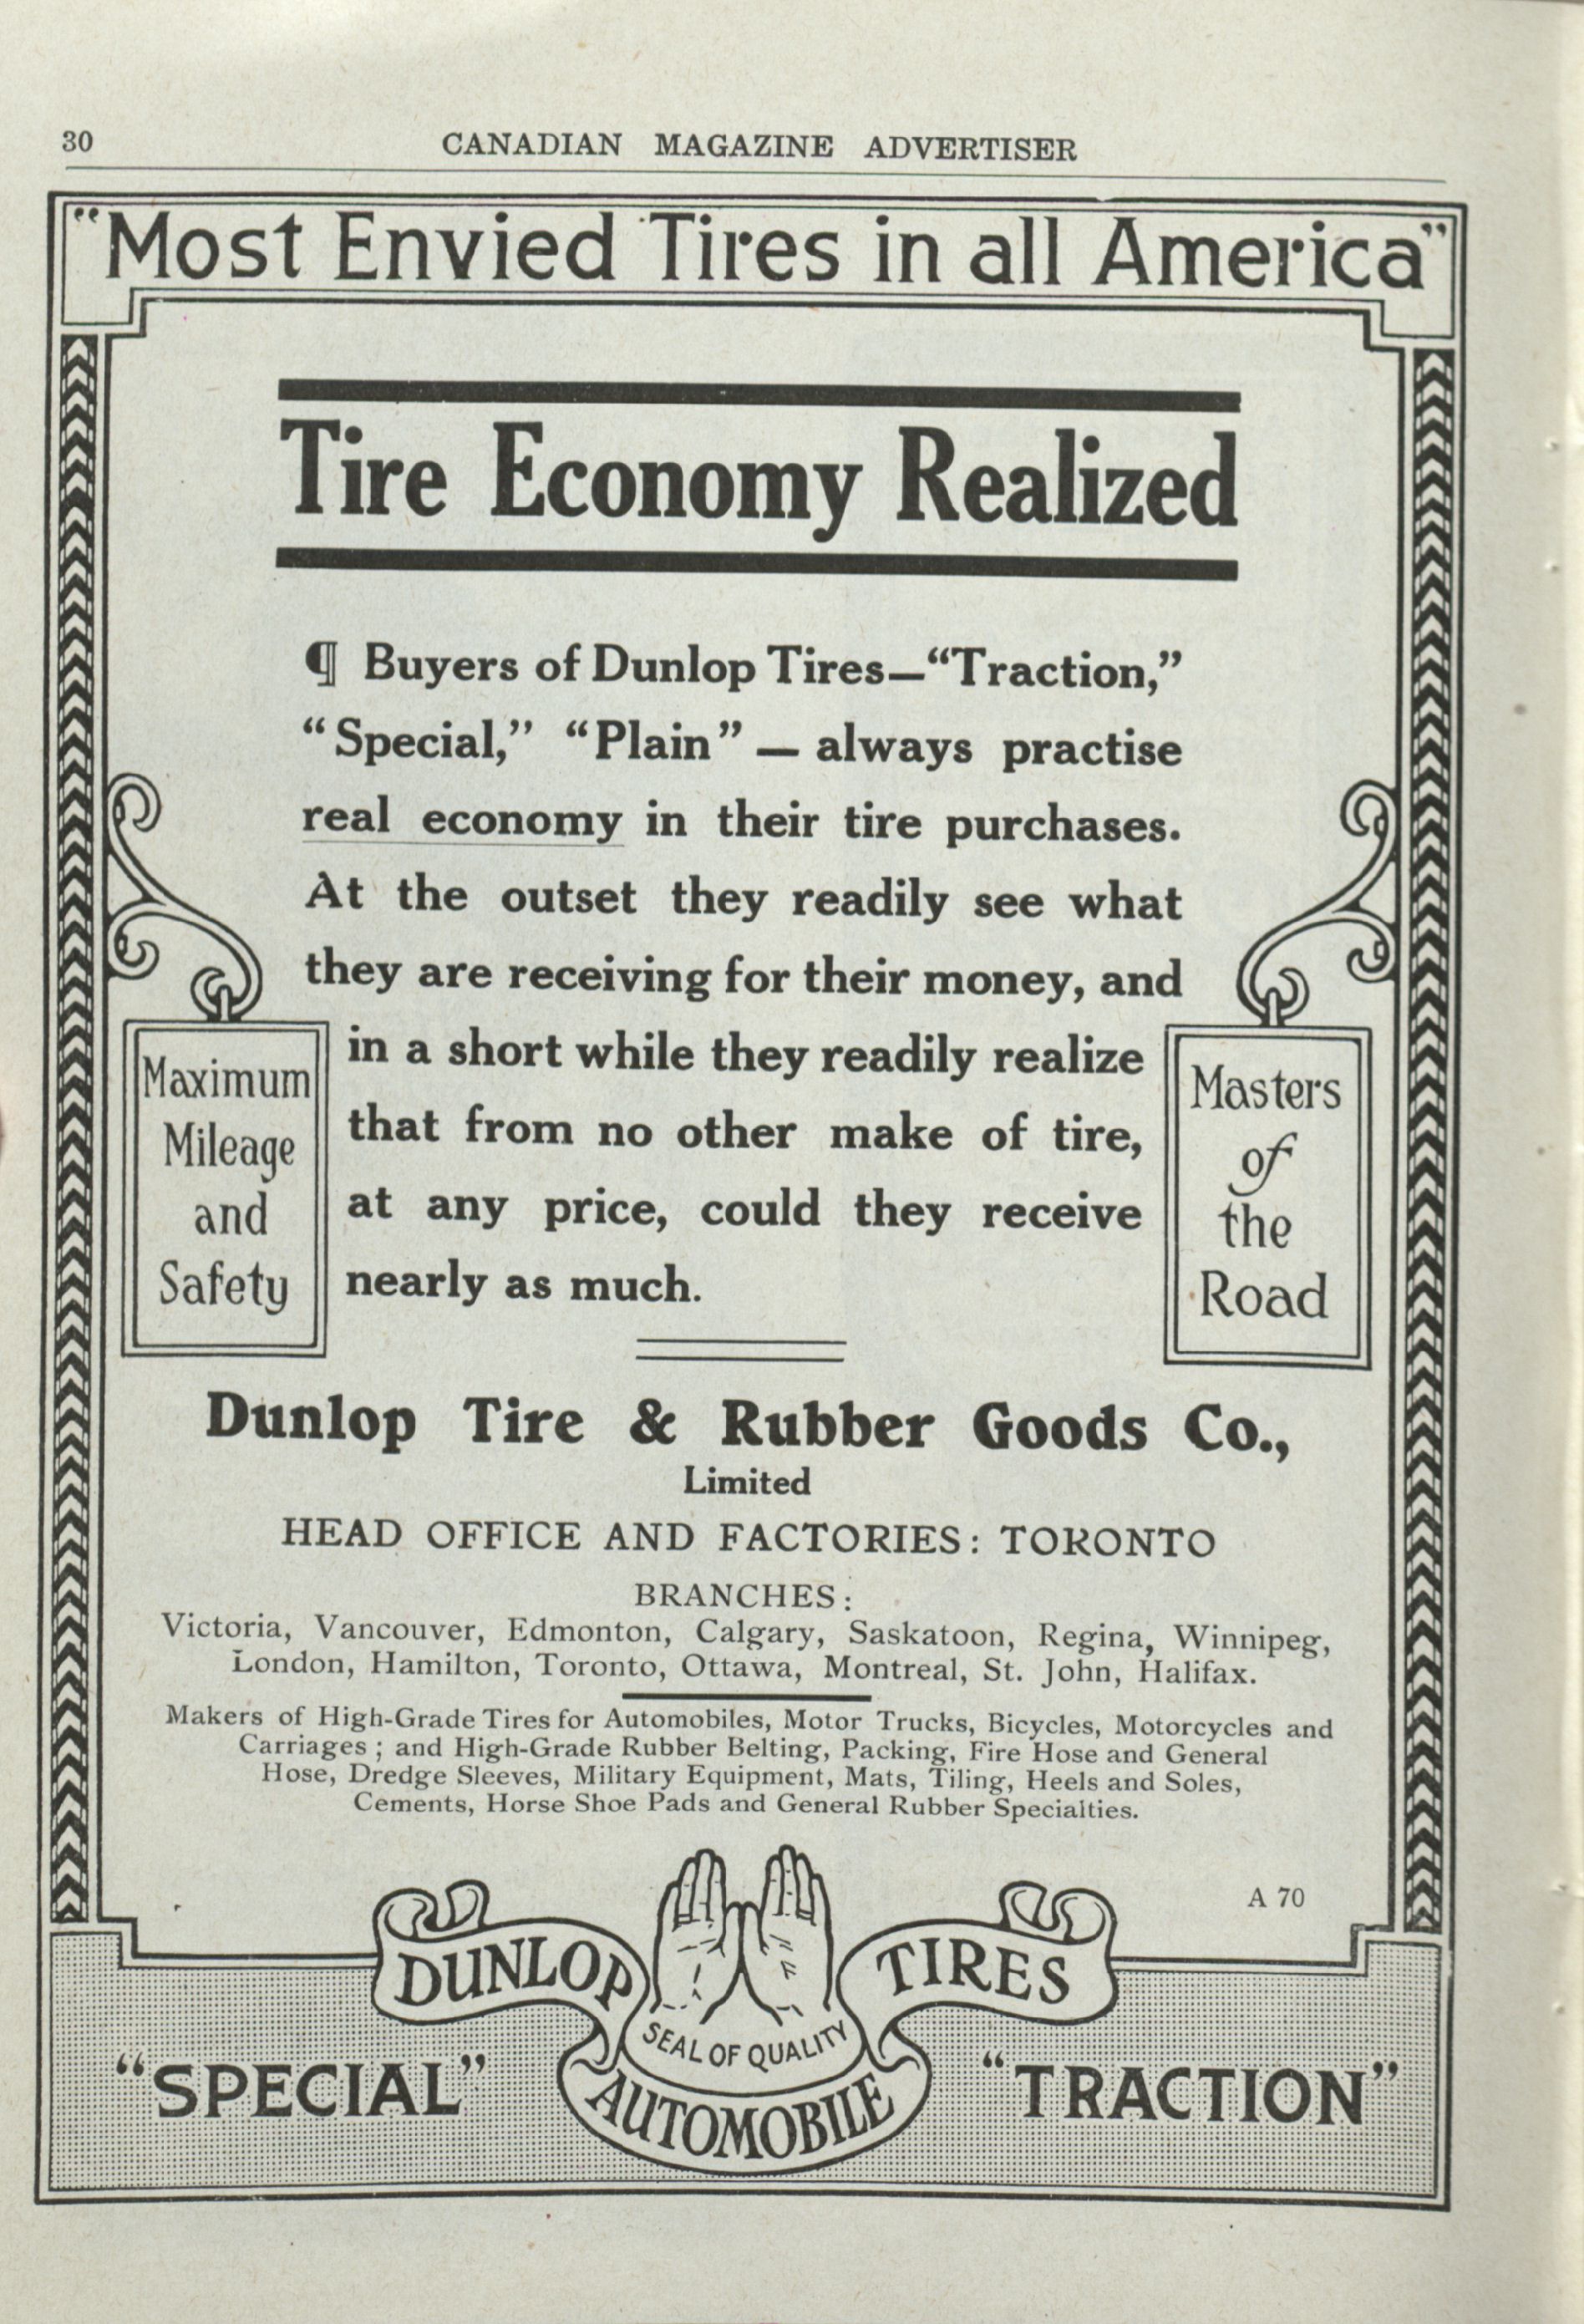 30
CANADIAN MAGAZINE ADVERTISER
"Most Envied Tires in all America"
Tire Economy Realized
¶ Buyers of Dunlop Tires—"Traction,"
"Special," "Plain" — always practise
real economy in their tire purchases.
At the outset they readily see what
they are receiving for their money, and
in a short while they readily realize
that from no other make of tire,
at any price, could they receive
nearly as much.
Maximum
Mileage
and
Safety
Masters
of
the
Road
Dunlop Tire & Rubber Goods Co.,
Limited
HEAD OFFICE AND FACTORIES: TORONTO
BRANCHES:
Victoria, Vancouver, Edmonton, Calgary, Saskatoon, Regina, Winnipeg,
London, Hamilton, Toronto, Ottawa, Montreal, St. John, Halifax.
Makers of High-Grade Tires for Automobiles, Motor Trucks, Bicycles, Motorcycles and
Carriages; and High-Grade Rubber Belting, Packing, Fire Hose and General
Hose, Dredge Sleeves, Military Equipment, Mats, Tiling, Heels and Soles,
Cements, Horse Shoe Pads and General Rubber Specialties.
A 70
DUNLOP
TIRES
SEAL OF QUALITY
AUTOMOBILE
"SPECIAL"
"TRACTION"